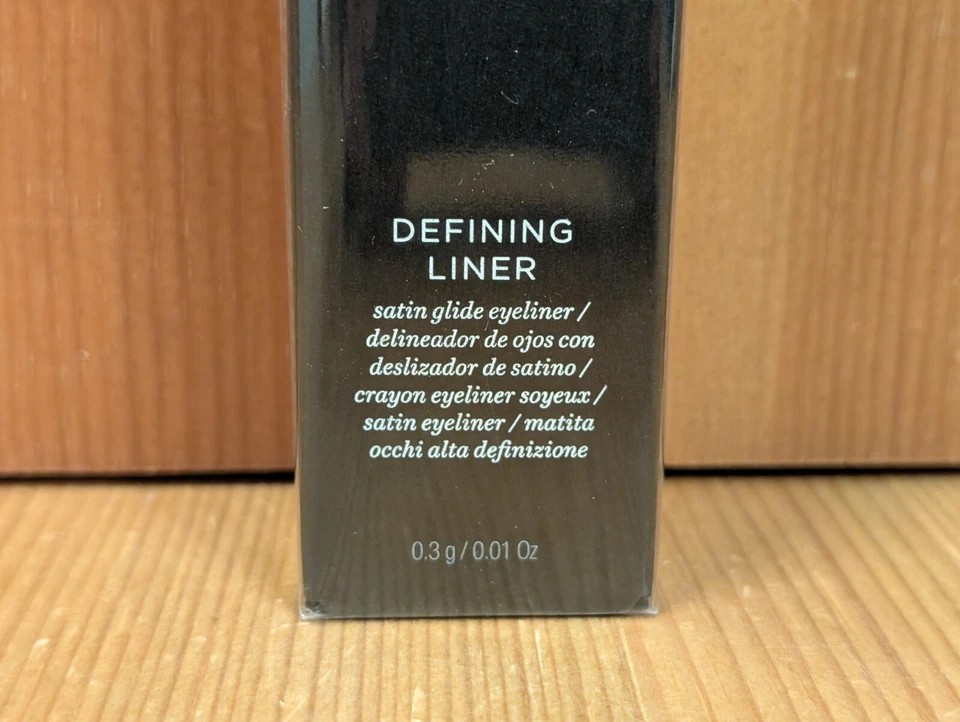 DEFINING
LINER
satin glide eyeliner /
delineador de ojos con
deslizador de satino /
crayon eyeliner soyeux /
satin eyeliner / matita
occhi alta definizione
0.3 g / 0.01 Oz